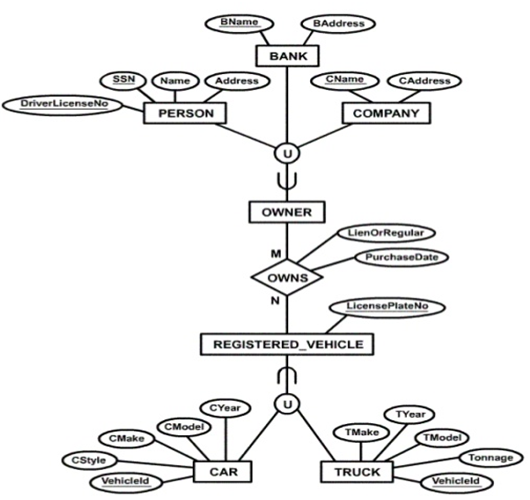 BName
BAddress
BANK
SSN
Name
Address
CName
CAddress
DriverLicenseNo
PERSON
COMPANY
U
OWNER
M
LienOrRegular
PurchaseDate
OWNS
N
LicensePlateNo
REGISTERED_VEHICLE
U
CYear
TYear
CModel
TMake
CMake
TModel
CStyle
Tonnage
CAR
TRUCK
VehicleId
VehicleId